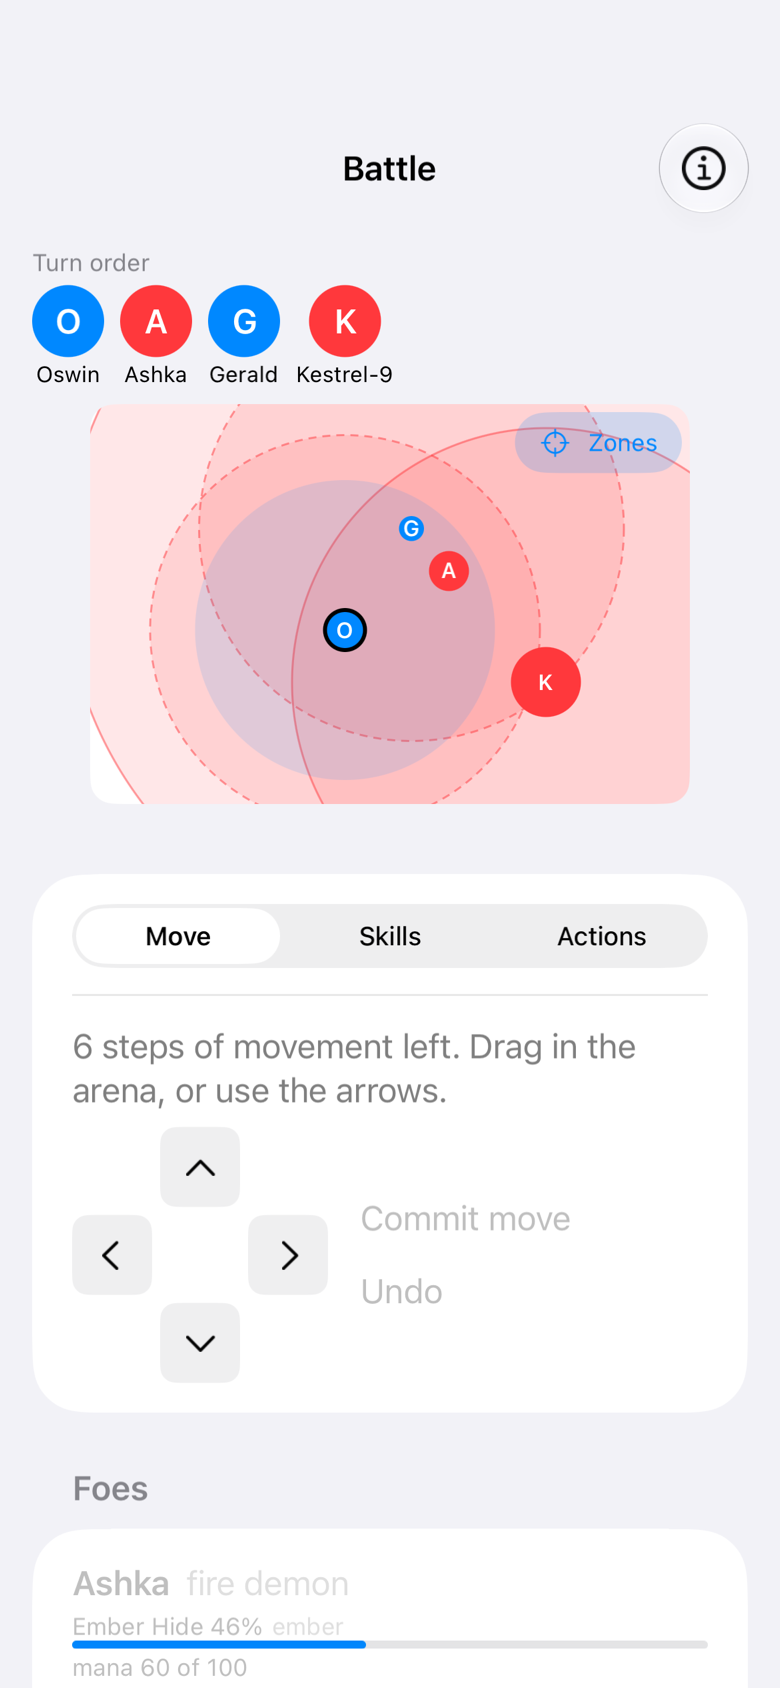 Battle
Turn order
O A G K
Oswin Ashka Gerald Kestrel-9
Zones
G
A
O
K
Move Skills Actions
6 steps of movement left. Drag in the
arena, or use the arrows.
Commit move
Undo
Foes
Ashka fire demon
Ember Hide 46% ember
mana 60 of 100